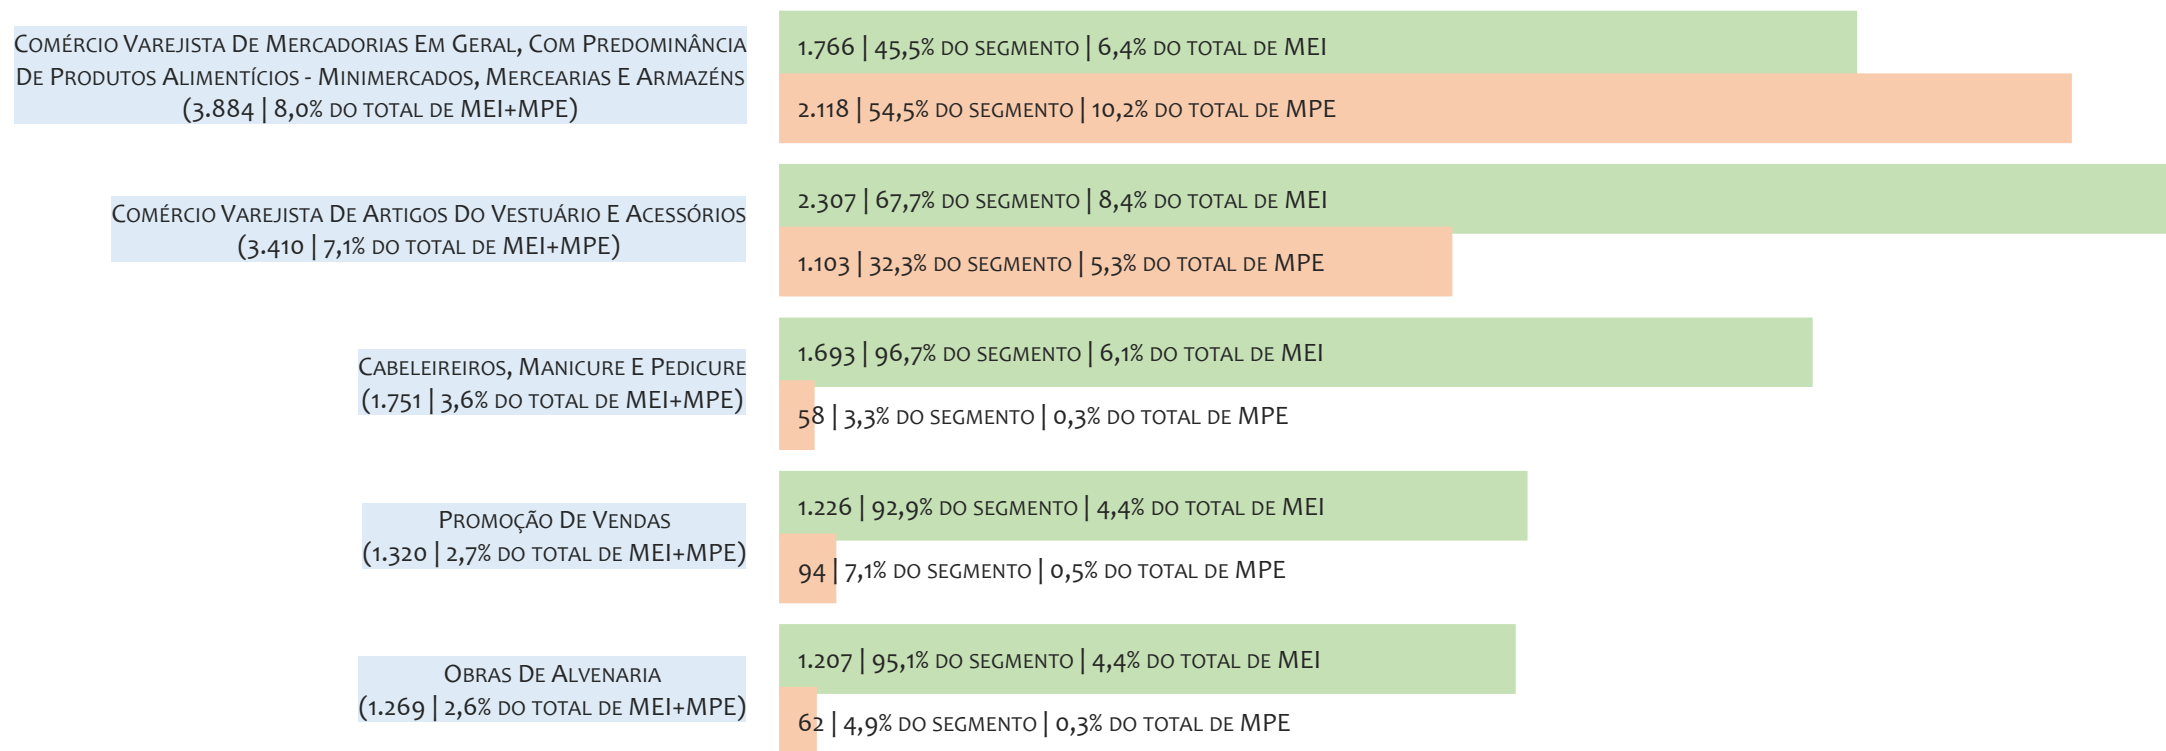 Comércio Varejista De Mercadorias Em Geral, Com Predominância
De Produtos Alimentícios - Minimercados, Mercearias E Armazéns
(3.884 | 8,0% do total de MEI+MPE)
1.766 | 45,5% do segmento | 6,4% do total de MEI
2.118 | 54,5% do segmento | 10,2% do total de MPE
Comércio Varejista De Artigos Do Vestuário E Acessórios
(3.410 | 7,1% do total de MEI+MPE)
2.307 | 67,7% do segmento | 8,4% do total de MEI
1.103 | 32,3% do segmento | 5,3% do total de MPE
Cabeleireiros, Manicure E Pedicure
(1.751 | 3,6% do total de MEI+MPE)
1.693 | 96,7% do segmento | 6,1% do total de MEI
58 | 3,3% do segmento | 0,3% do total de MPE
Promoção De Vendas
(1.320 | 2,7% do total de MEI+MPE)
1.226 | 92,9% do segmento | 4,4% do total de MEI
94 | 7,1% do segmento | 0,5% do total de MPE
Obras De Alvenaria
(1.269 | 2,6% do total de MEI+MPE)
1.207 | 95,1% do segmento | 4,4% do total de MEI
62 | 4,9% do segmento | 0,3% do total de MPE